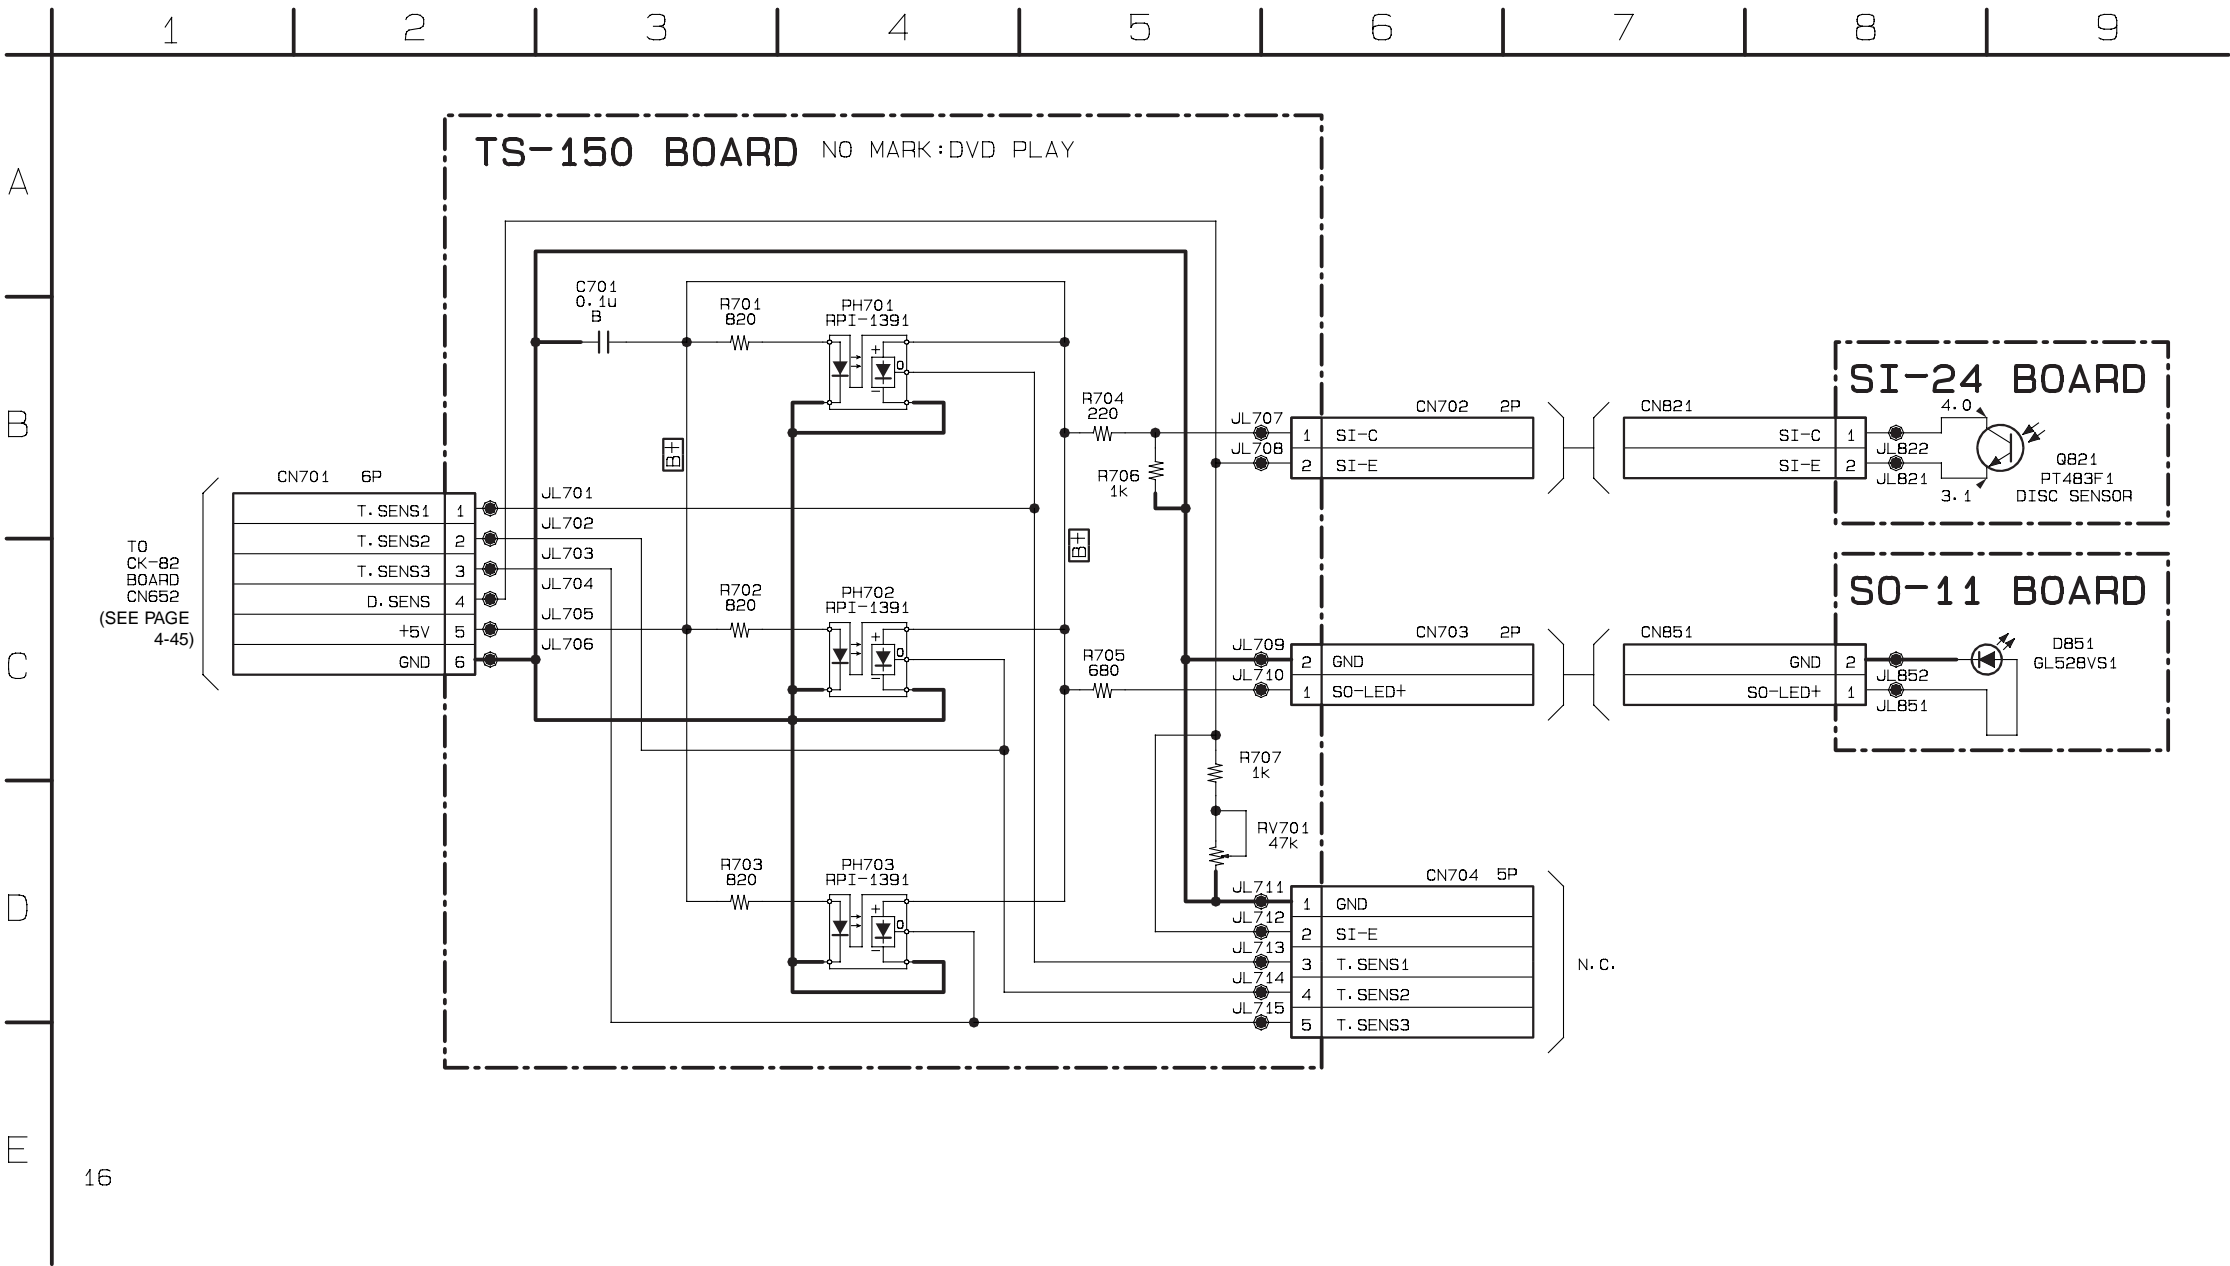 1 2 3 4 5 6 7 8 9
A
B
C
D
E
TS-150 BOARD NO MARK:DVD PLAY
C701
0.1u
B
R701
820
PH701
RPI-1391
B+
R704
220
R706
1k
JL707
JL708
CN702 2P
1 SI-C
2 SI-E
CN821
SI-C 1
SI-E 2
SI-24 BOARD
4.0
JL822
JL821
3.1
Q821
PT483F1
DISC SENSOR
CN701 6P
TO
CK-82
BOARD
CN652
(SEE PAGE
4-45)
T.SENS1 1
T.SENS2 2
T.SENS3 3
D.SENS 4
+5V 5
GND 6
JL701
JL702
JL703
JL704
JL705
JL706
B+
R702
820
PH702
RPI-1391
R705
680
JL709
JL710
CN703 2P
2 GND
1 SO-LED+
CN851
GND 2
SO-LED+ 1
SO-11 BOARD
JL852
JL851
D851
GL528VS1
R707
1k
RV701
47k
R703
820
PH703
RPI-1391
JL711
JL712
JL713
JL714
JL715
CN704 5P
1 GND
2 SI-E
3 T.SENS1
4 T.SENS2
5 T.SENS3
N.C.
16